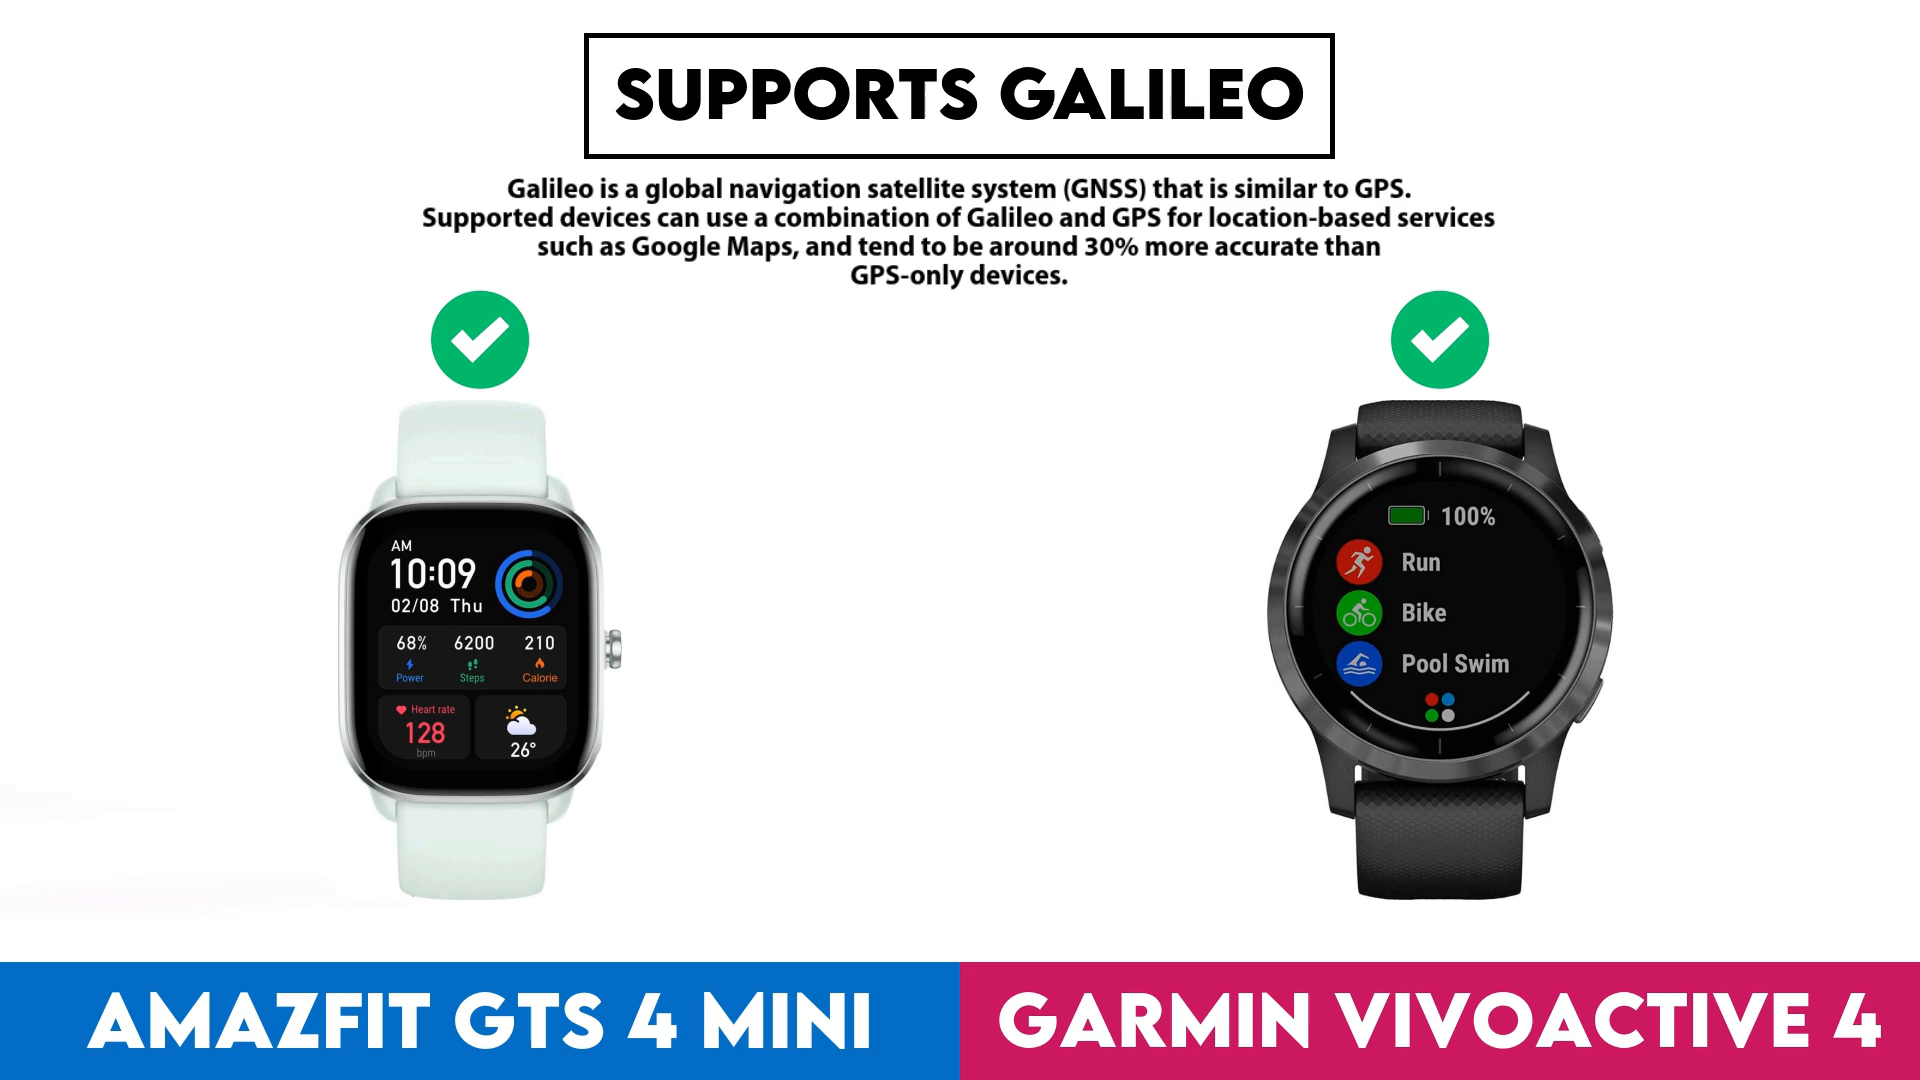 SUPPORTS GALILEO
Galileo is a global navigation satellite system (GNSS) that is similar to GPS.
Supported devices can use a combination of Galileo and GPS for location-based services
such as Google Maps, and tend to be around 30% more accurate than
GPS-only devices.
AM
10:09
02/08 Thu
68% 6200 210
Power Steps Calorie
Heart rate
128
bpm
26°
100%
Run
Bike
Pool Swim
AMAZFIT GTS 4 MINI
GARMIN VIVOACTIVE 4